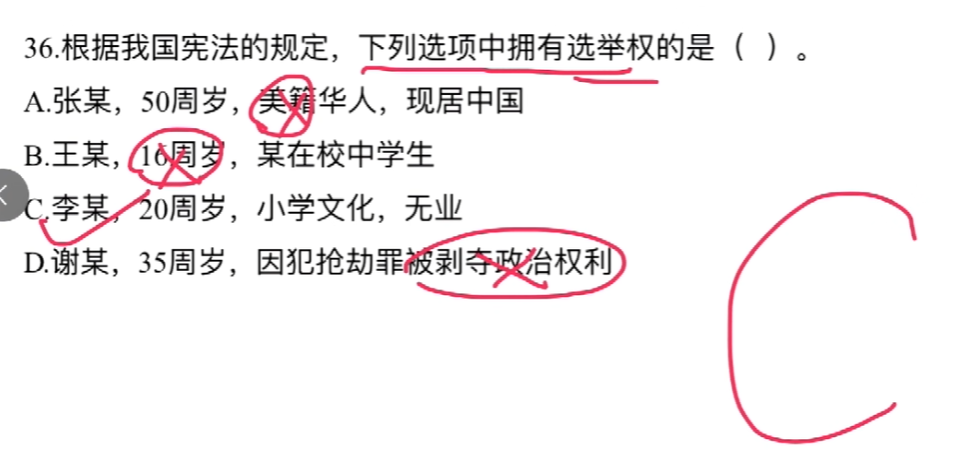 36.根据我国宪法的规定，下列选项中拥有选举权的是（ ）。
A.张某，50周岁，美籍华人，现居中国
B.王某，16周岁，某在校中学生
C.李某，20周岁，小学文化，无业
D.谢某，35周岁，因犯抢劫罪被剥夺政治权利
C